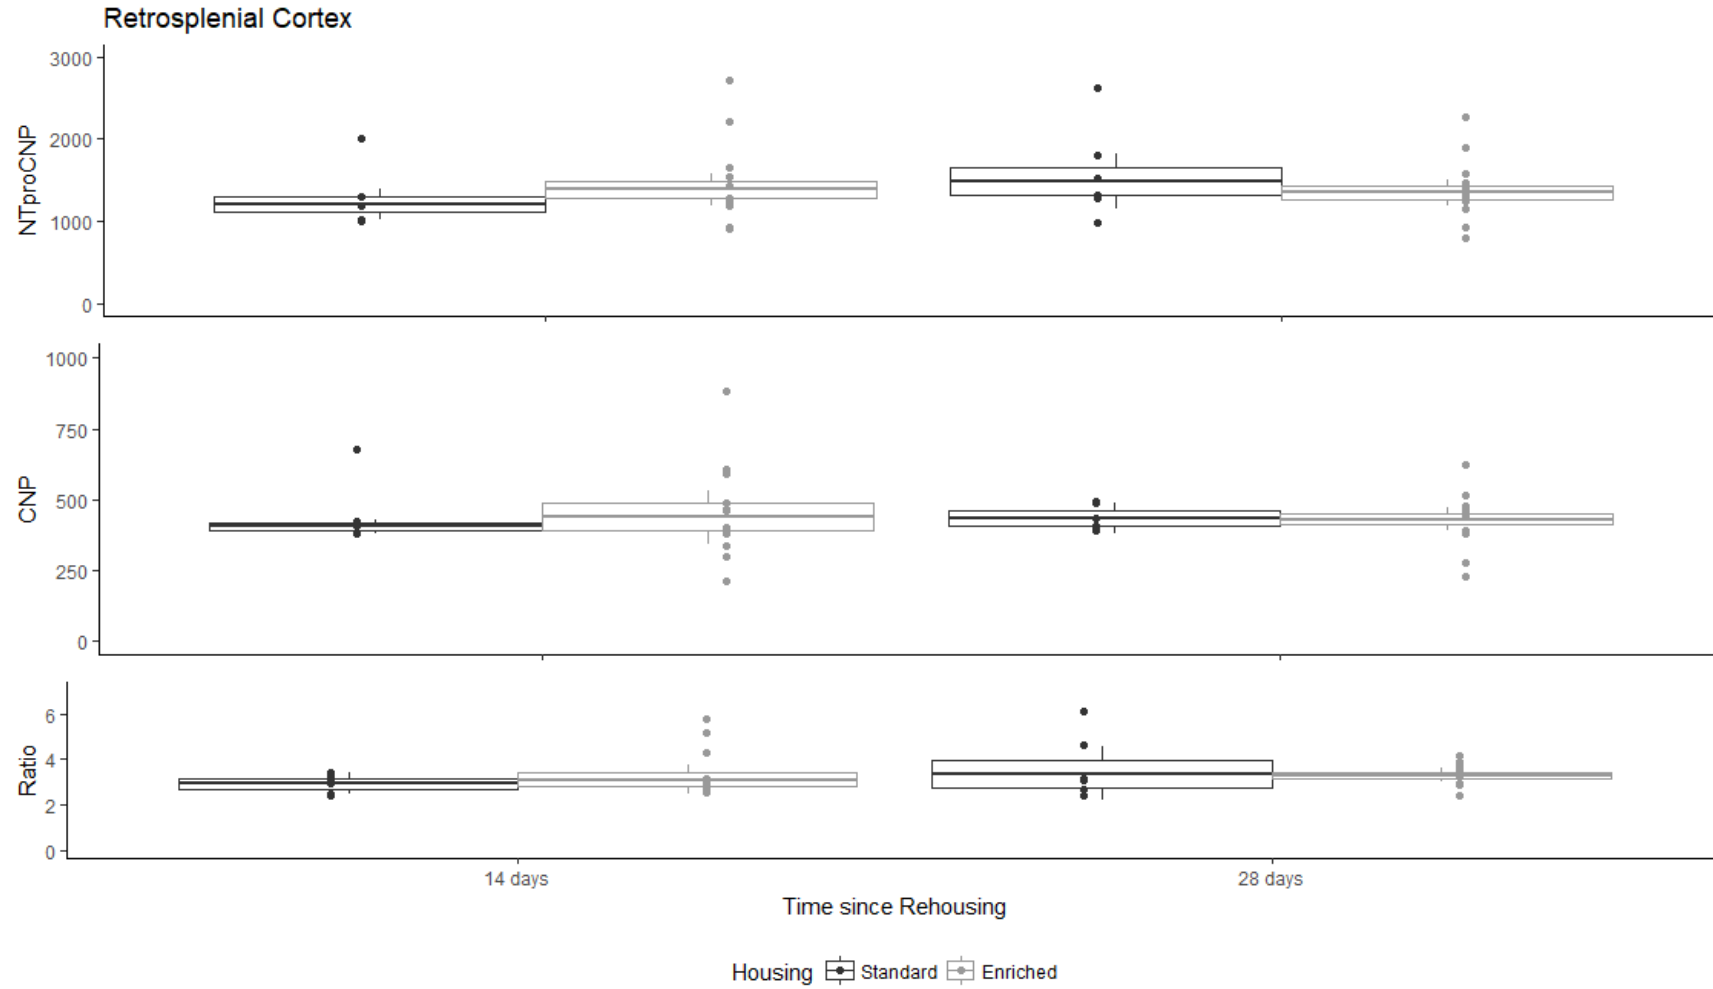 Retrosplenial Cortex
NTproCNP
3000
2000
1000
0
CNP
1000
750
500
250
0
Ratio
6
4
2
0
14 days
28 days
Time since Rehousing
Housing Standard Enriched